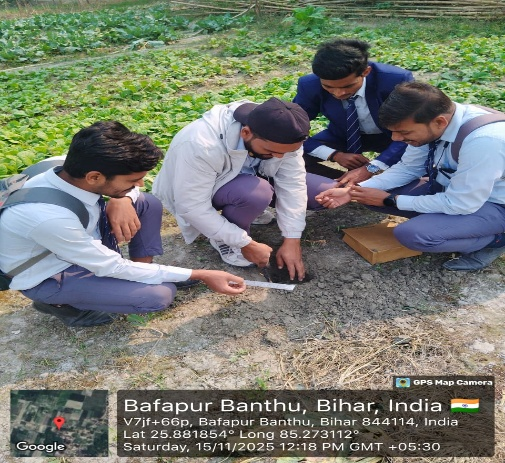 GPS Map Camera
Bafapur Banthu, Bihar, India
V7jf+66p, Bafapur Banthu, Bihar 844114, India
Lat 25.881854° Long 85.273112°
Saturday, 15/11/2025 12:18 PM GMT +05:30
Google